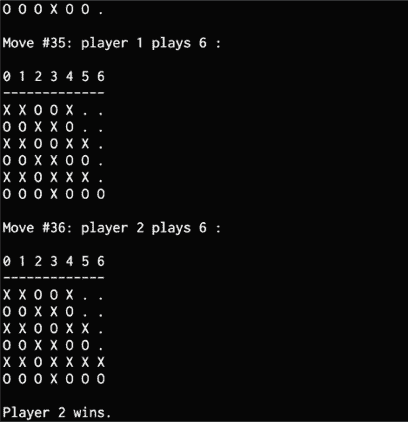 O O O X O O .
Move #35: player 1 plays 6 :
0 1 2 3 4 5 6
-------------
X X O O X . .
O O X X O . .
X X O O X X .
O O X X O O .
X X O X X X .
O O O X O O O
Move #36: player 2 plays 6 :
0 1 2 3 4 5 6
-------------
X X O O X . .
O O X X O . .
X X O O X X .
O O X X O O .
X X O X X X X
O O O X O O O
Player 2 wins.